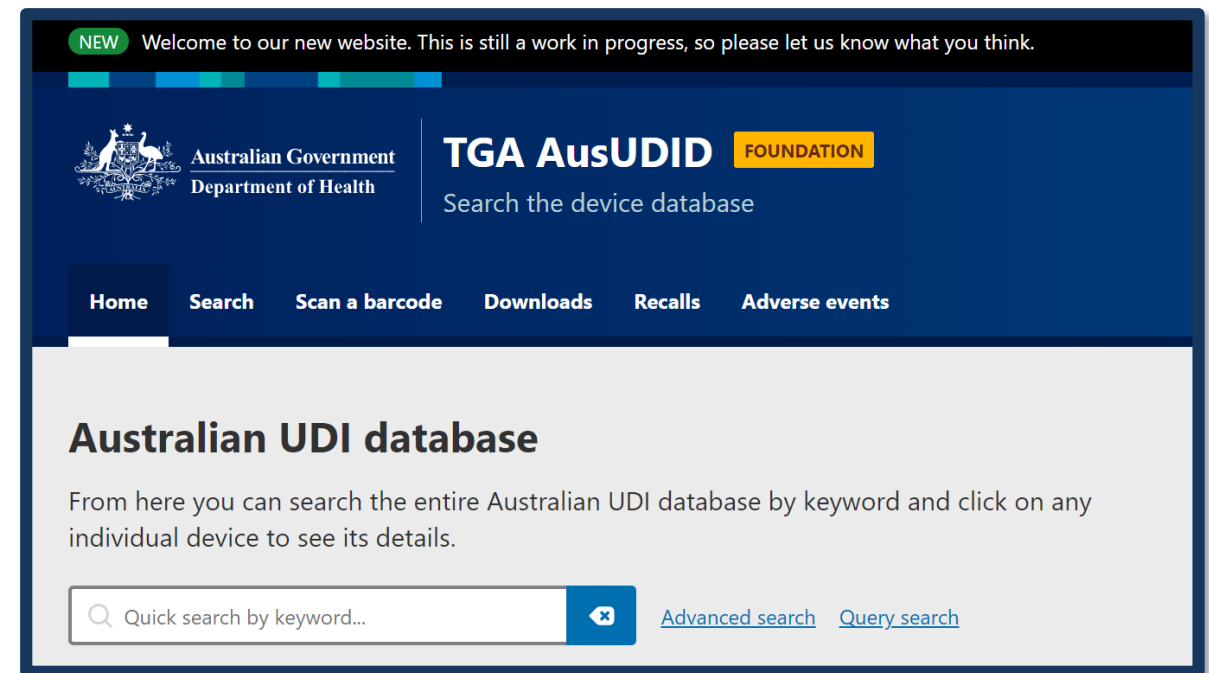 NEW Welcome to our new website. This is still a work in progress, so please let us know what you think.
Australian Government
Department of Health
TGA AusUDID FOUNDATION
Search the device database
Home Search Scan a barcode Downloads Recalls Adverse events
Australian UDI database
From here you can search the entire Australian UDI database by keyword and click on any
individual device to see its details.
Quick search by keyword... Advanced search Query search